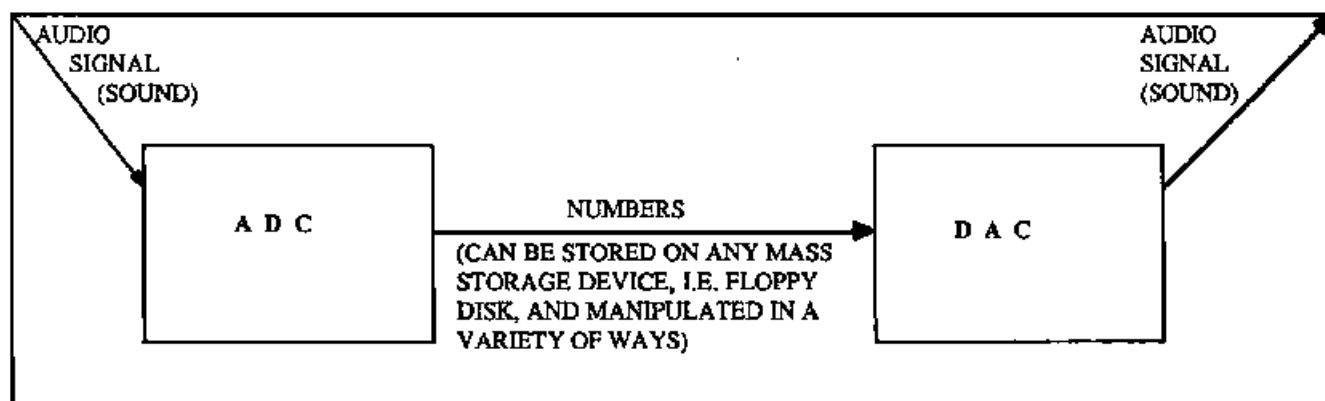 AUDIO
SIGNAL
(SOUND)
A D C
NUMBERS
(CAN BE STORED ON ANY MASS
STORAGE DEVICE, I.E. FLOPPY
DISK, AND MANIPULATED IN A
VARIETY OF WAYS)
D A C
AUDIO
SIGNAL
(SOUND)